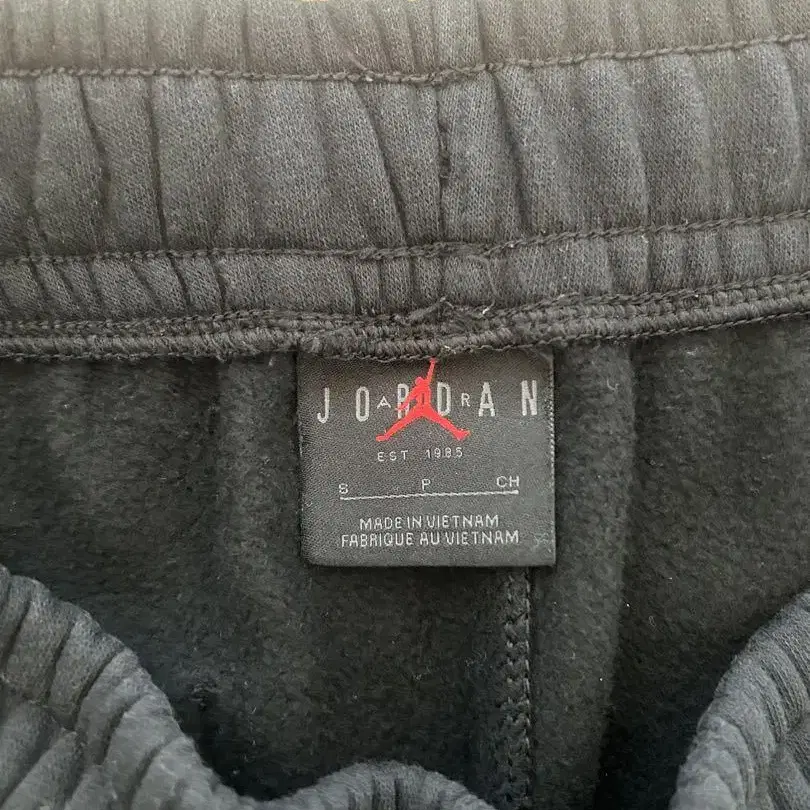 JORDAN
AIR
EST 1985
S P CH
MADE IN VIETNAM
FABRIQUE AU VIETNAM